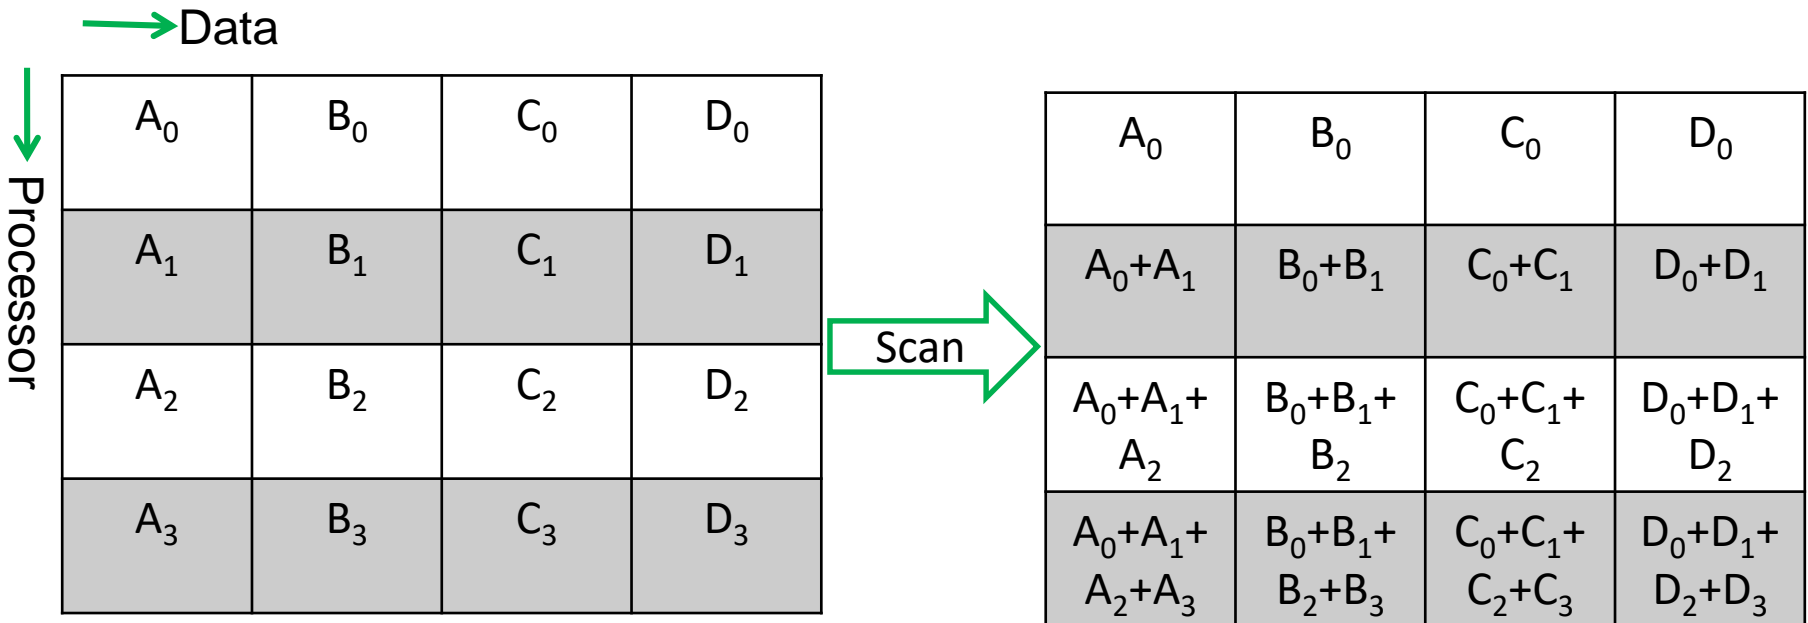 Data
Processor
A₀ B₀ C₀ D₀
A₁ B₁ C₁ D₁
A₂ B₂ C₂ D₂
A₃ B₃ C₃ D₃
Scan
A₀ B₀ C₀ D₀
A₀+A₁ B₀+B₁ C₀+C₁ D₀+D₁
A₀+A₁+ B₀+B₁+ C₀+C₁+ D₀+D₁+
A₂ B₂ C₂ D₂
A₀+A₁+ B₀+B₁+ C₀+C₁+ D₀+D₁+
A₂+A₃ B₂+B₃ C₂+C₃ D₂+D₃